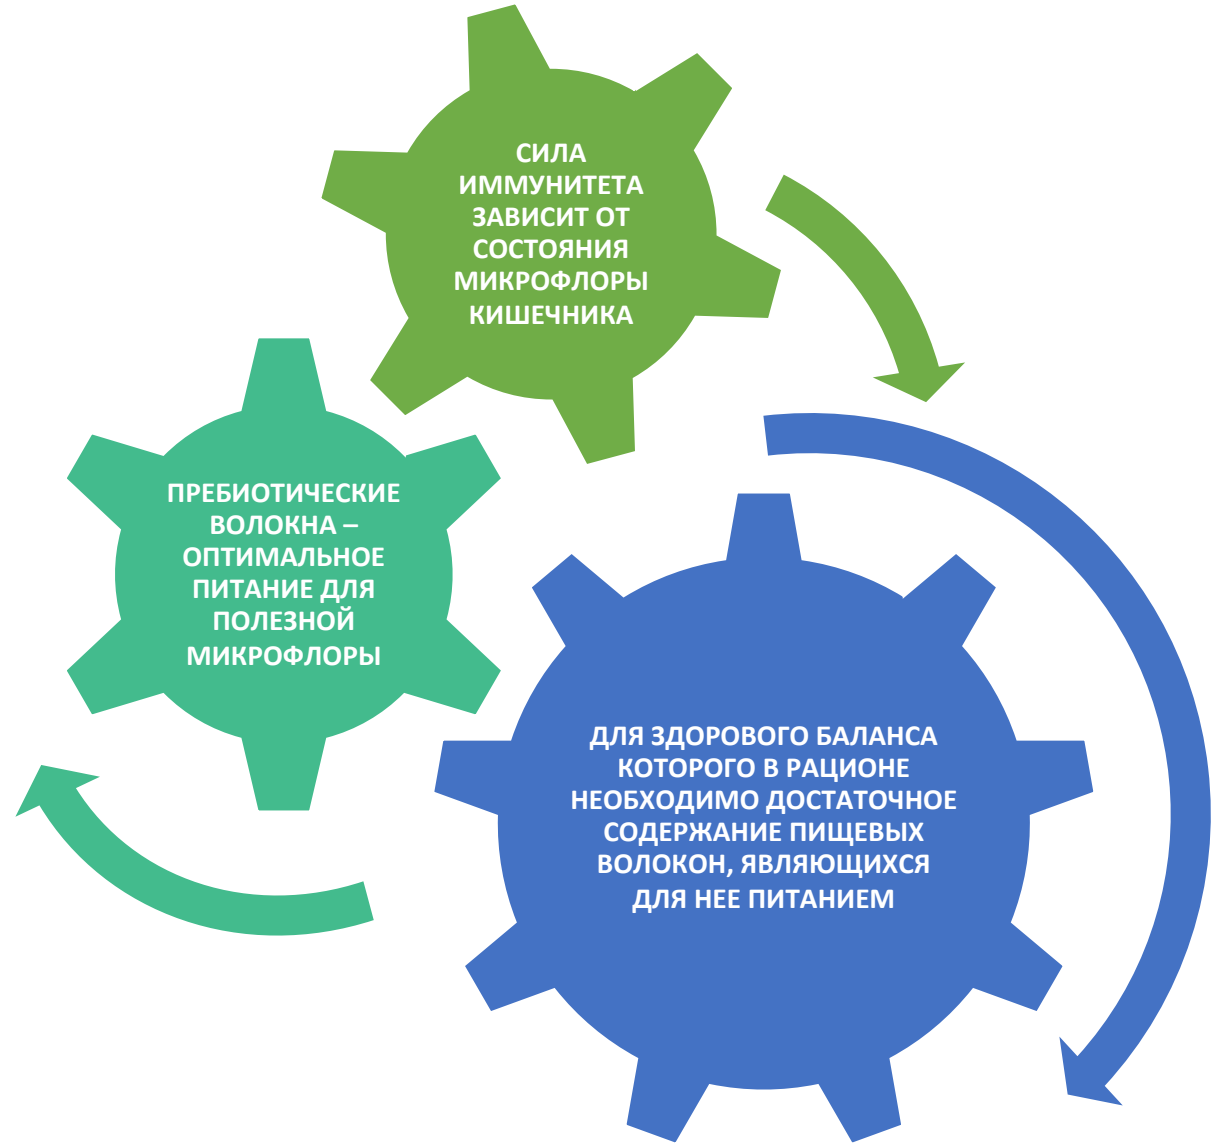 СИЛА
ИММУНИТЕТА
ЗАВИСИТ ОТ
СОСТОЯНИЯ
МИКРОФЛОРЫ
КИШЕЧНИКА
ДЛЯ ЗДОРОВОГО БАЛАНСА
КОТОРОГО В РАЦИОНЕ
НЕОБХОДИМО ДОСТАТОЧНОЕ
СОДЕРЖАНИЕ ПИЩЕВЫХ
ВОЛОКОН, ЯВЛЯЮЩИХСЯ
ДЛЯ НЕЕ ПИТАНИЕМ
ПРЕБИОТИЧЕСКИЕ
ВОЛОКНА –
ОПТИМАЛЬНОЕ
ПИТАНИЕ ДЛЯ
ПОЛЕЗНОЙ
МИКРОФЛОРЫ